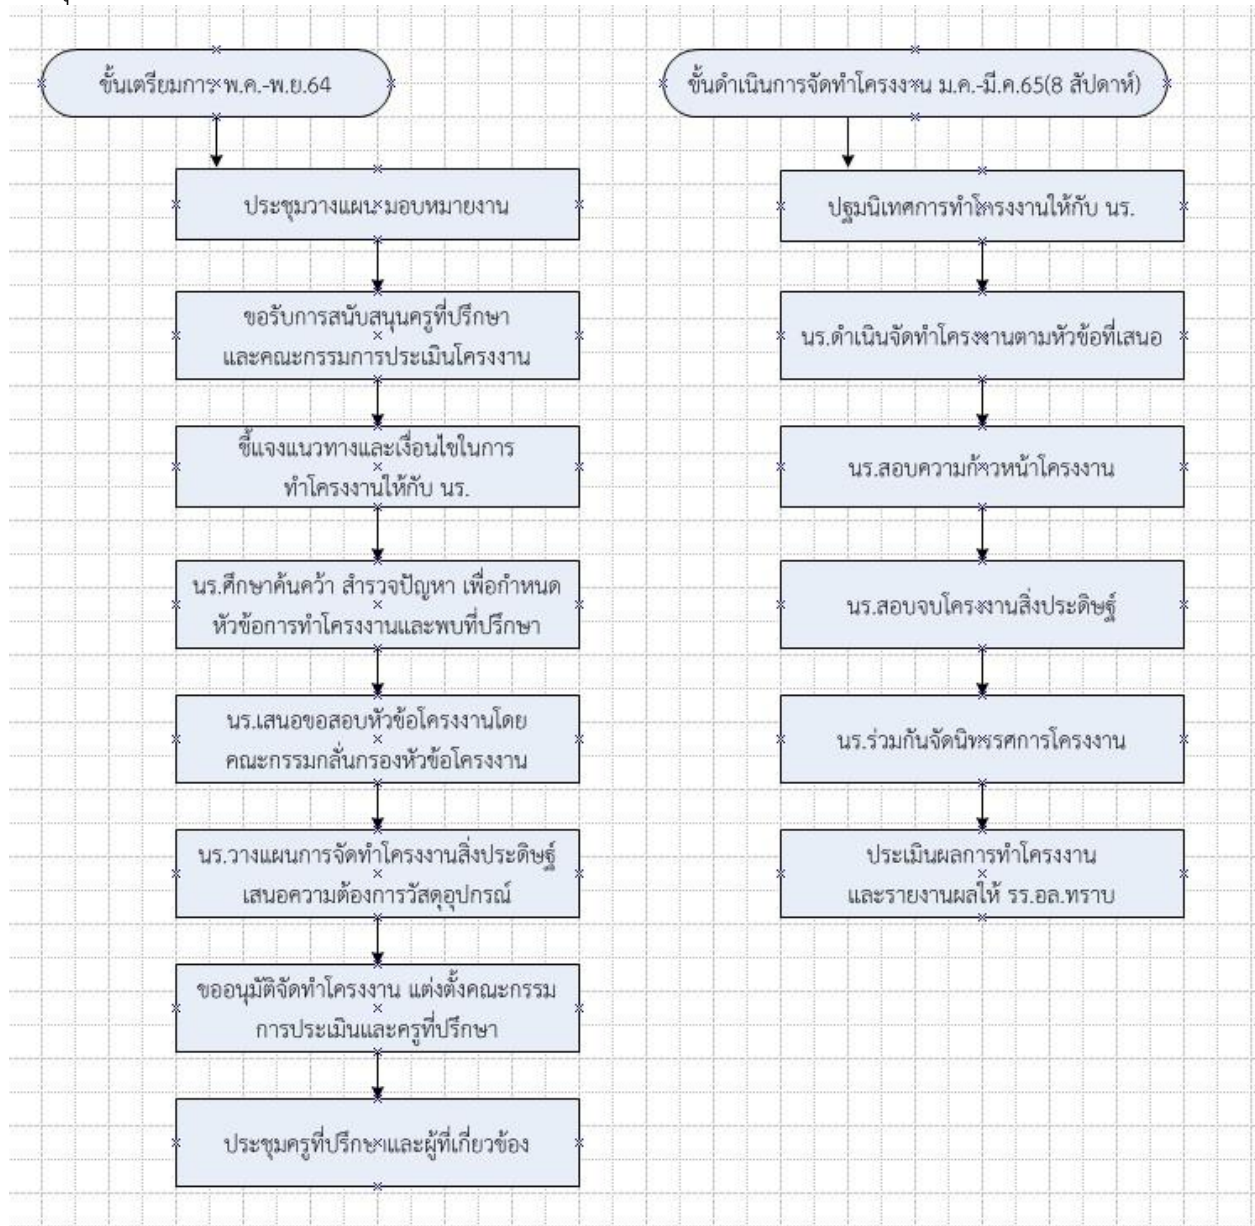 ขั้นเตรียมการ พ.ค.-พ.ย.64
ประชุมวางแผน มอบหมายงาน
ขอรับการสนับสนุนครูที่ปรึกษา
และคณะกรรมการประเมินโครงงาน
ชี้แจงแนวทางและเงื่อนไขในการ
ทำโครงงานให้กับ นร.
นร.ศึกษาค้นคว้า สำรวจปัญหา เพื่อกำหนด
หัวข้อการทำโครงงานและพบที่ปรึกษา
นร.เสนอขอสอบหัวข้อโครงงานโดย
คณะกรรมกลั่นกรองหัวข้อโครงงาน
นร.วางแผนการจัดทำโครงงานสิ่งประดิษฐ์
เสนอความต้องการวัสดุอุปกรณ์
ขออนุมัติจัดทำโครงงาน แต่งตั้งคณะกรรม
การประเมินและครูที่ปรึกษา
ประชุมครูที่ปรึกษาและผู้ที่เกี่ยวข้อง
ขั้นดำเนินการจัดทำโครงงาน ม.ค.-มี.ค.65(8 สัปดาห์)
ปฐมนิเทศการทำโครงงานให้กับ นร.
นร.ดำเนินจัดทำโครงงานตามหัวข้อที่เสนอ
นร.สอบความก้าวหน้าโครงงาน
นร.สอบจบโครงงานสิ่งประดิษฐ์
นร.ร่วมกันจัดนิทรรศการโครงงาน
ประเมินผลการทำโครงงาน
และรายงานผลให้ รร.อล.ทราบ